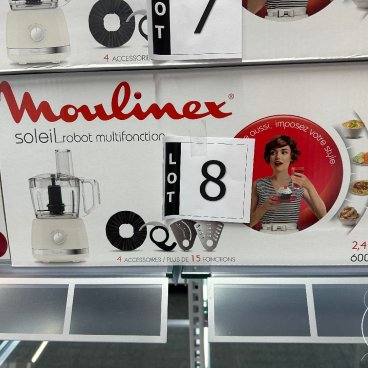 4 ACCESSOIRES
LOT 7
Moulinex
soleil robot multifonction
aussi, imposez votre style
LOT 8
4 ACCESSOIRES / PLUS DE 15 FONCTIONS
2,4
600